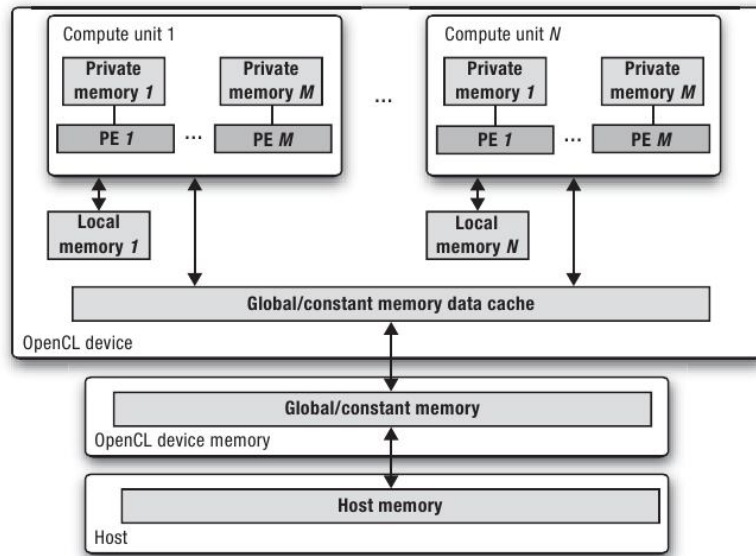 Compute unit 1
Compute unit N
Private
memory 1
Private
memory M
Private
memory 1
Private
memory M
...
PE 1
...
PE M
PE 1
...
PE M
Local
memory 1
Local
memory N
Global/constant memory data cache
OpenCL device
Global/constant memory
OpenCL device memory
Host memory
Host